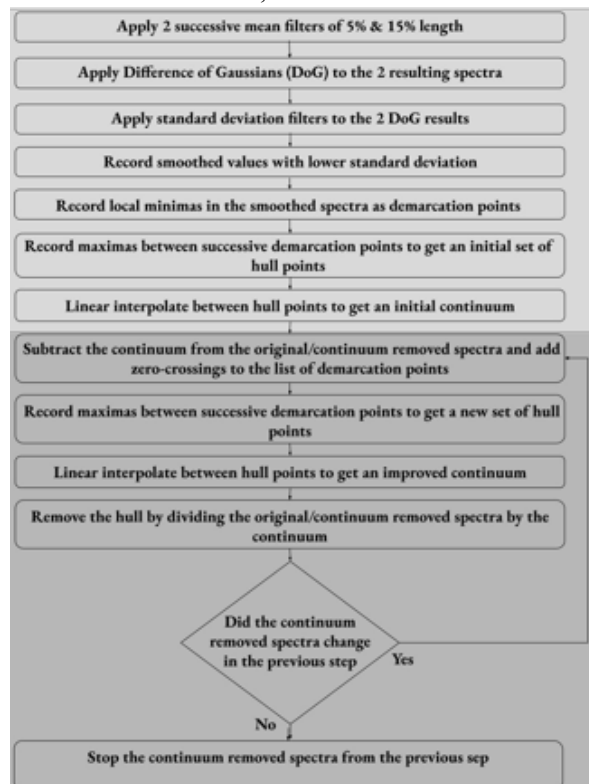 Apply 2 successive mean filters of 5% & 15% length
Apply Difference of Gaussians (DoG) to the 2 resulting spectra
Apply standard deviation filters to the 2 DoG results
Record smoothed values with lower standard deviation
Record local minimas in the smoothed spectra as demarcation points
Record maximas between successive demarcation points to get an initial set of
hull points
Linear interpolate between hull points to get an initial continuum
Subtract the continuum from the original/continuum removed spectra and add
zero-crossings to the list of demarcation points
Record maximas between successive demarcation points to get a new set of hull
points
Linear interpolate between hull points to get an improved continuum
Remove the hull by dividing the original/continuum removed spectra by the
continuum
Did the continuum
removed spectra change
in the previous step
Yes
No
Stop the continuum removed spectra from the previous sep